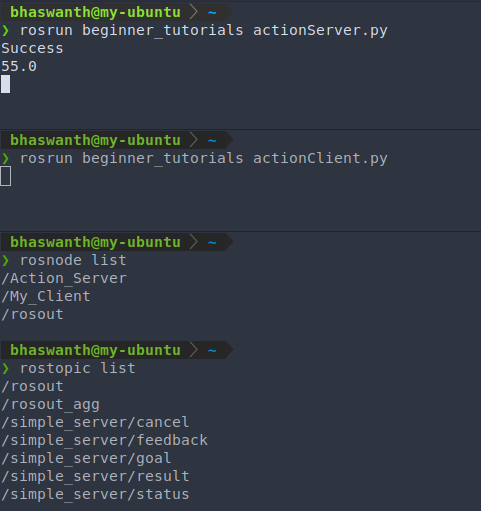 bhaswanth@my-ubuntu ~
❯ rosrun beginner_tutorials actionServer.py
Success
55.0
bhaswanth@my-ubuntu ~
❯ rosrun beginner_tutorials actionClient.py
bhaswanth@my-ubuntu ~
❯ rosnode list
/Action_Server
/My_Client
/rosout
bhaswanth@my-ubuntu ~
❯ rostopic list
/rosout
/rosout_agg
/simple_server/cancel
/simple_server/feedback
/simple_server/goal
/simple_server/result
/simple_server/status